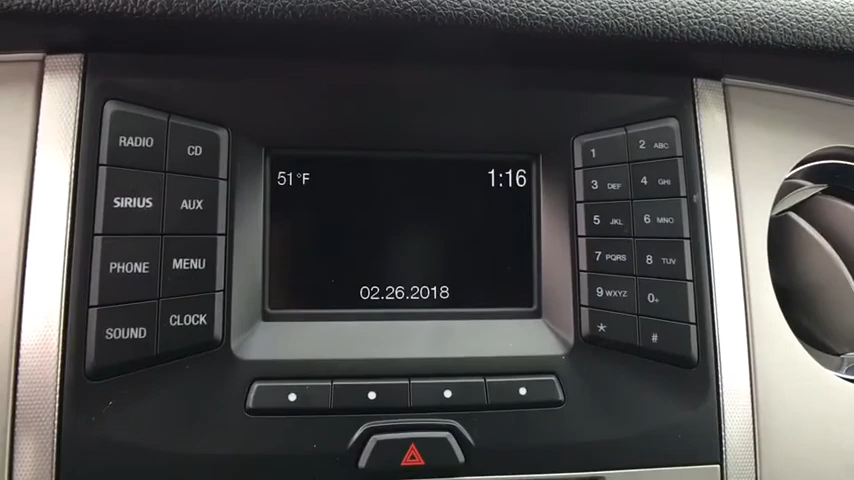 RADIO
CD
SIRIUS
AUX
PHONE
MENU
SOUND
CLOCK
51°F
1:16
02.26.2018
1
2 ABC
3 DEF
4 GHI
5 JKL
6 MNO
7 PQRS
8 TUV
9 WXYZ
0+
*
#